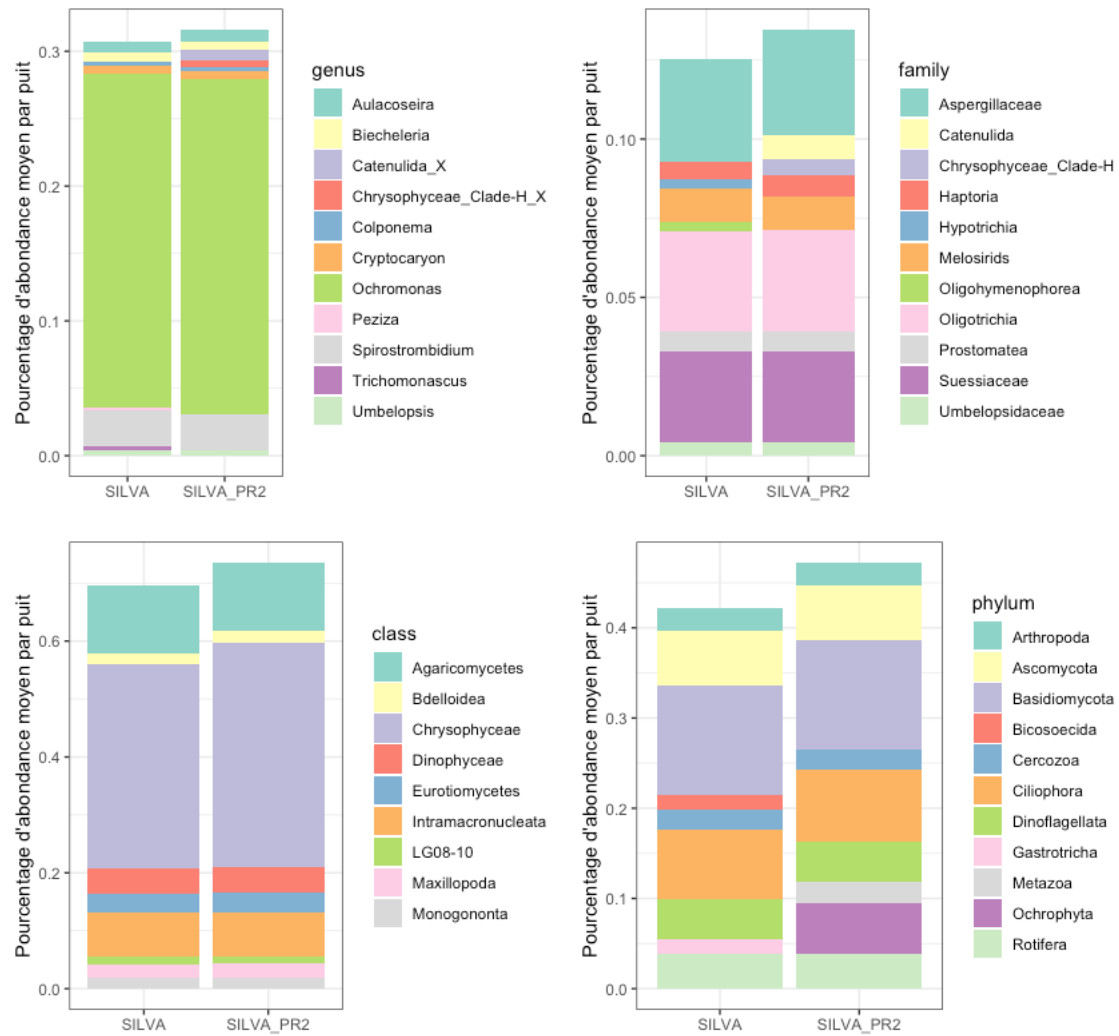 Pourcentage d'abondance moyen par puit
0.3
0.2
0.1
0.0
SILVA
SILVA_PR2
genus
Aulacoseira
Biecheleria
Catenulida_X
Chrysophyceae_Clade-H_X
Colponema
Cryptocaryon
Ochromonas
Peziza
Spirostrombidium
Trichomonascus
Umbelopsis
Pourcentage d'abondance moyen par puit
0.10
0.05
0.00
SILVA
SILVA_PR2
family
Aspergillaceae
Catenulida
Chrysophyceae_Clade-H
Haptoria
Hypotrichia
Melosirids
Oligohymenophorea
Oligotrichia
Prostomatea
Suessiaceae
Umbelopsidaceae
Pourcentage d'abondance moyen par puit
0.6
0.4
0.2
0.0
SILVA
SILVA_PR2
class
Agaricomycetes
Bdelloidea
Chrysophyceae
Dinophyceae
Eurotiomycetes
Intramacronucleata
LG08-10
Maxillopoda
Monogononta
Pourcentage d'abondance moyen par puit
0.4
0.3
0.2
0.1
0.0
SILVA
SILVA_PR2
phylum
Arthropoda
Ascomycota
Basidiomycota
Bicosoecida
Cercozoa
Ciliophora
Dinoflagellata
Gastrotricha
Metazoa
Ochrophyta
Rotifera